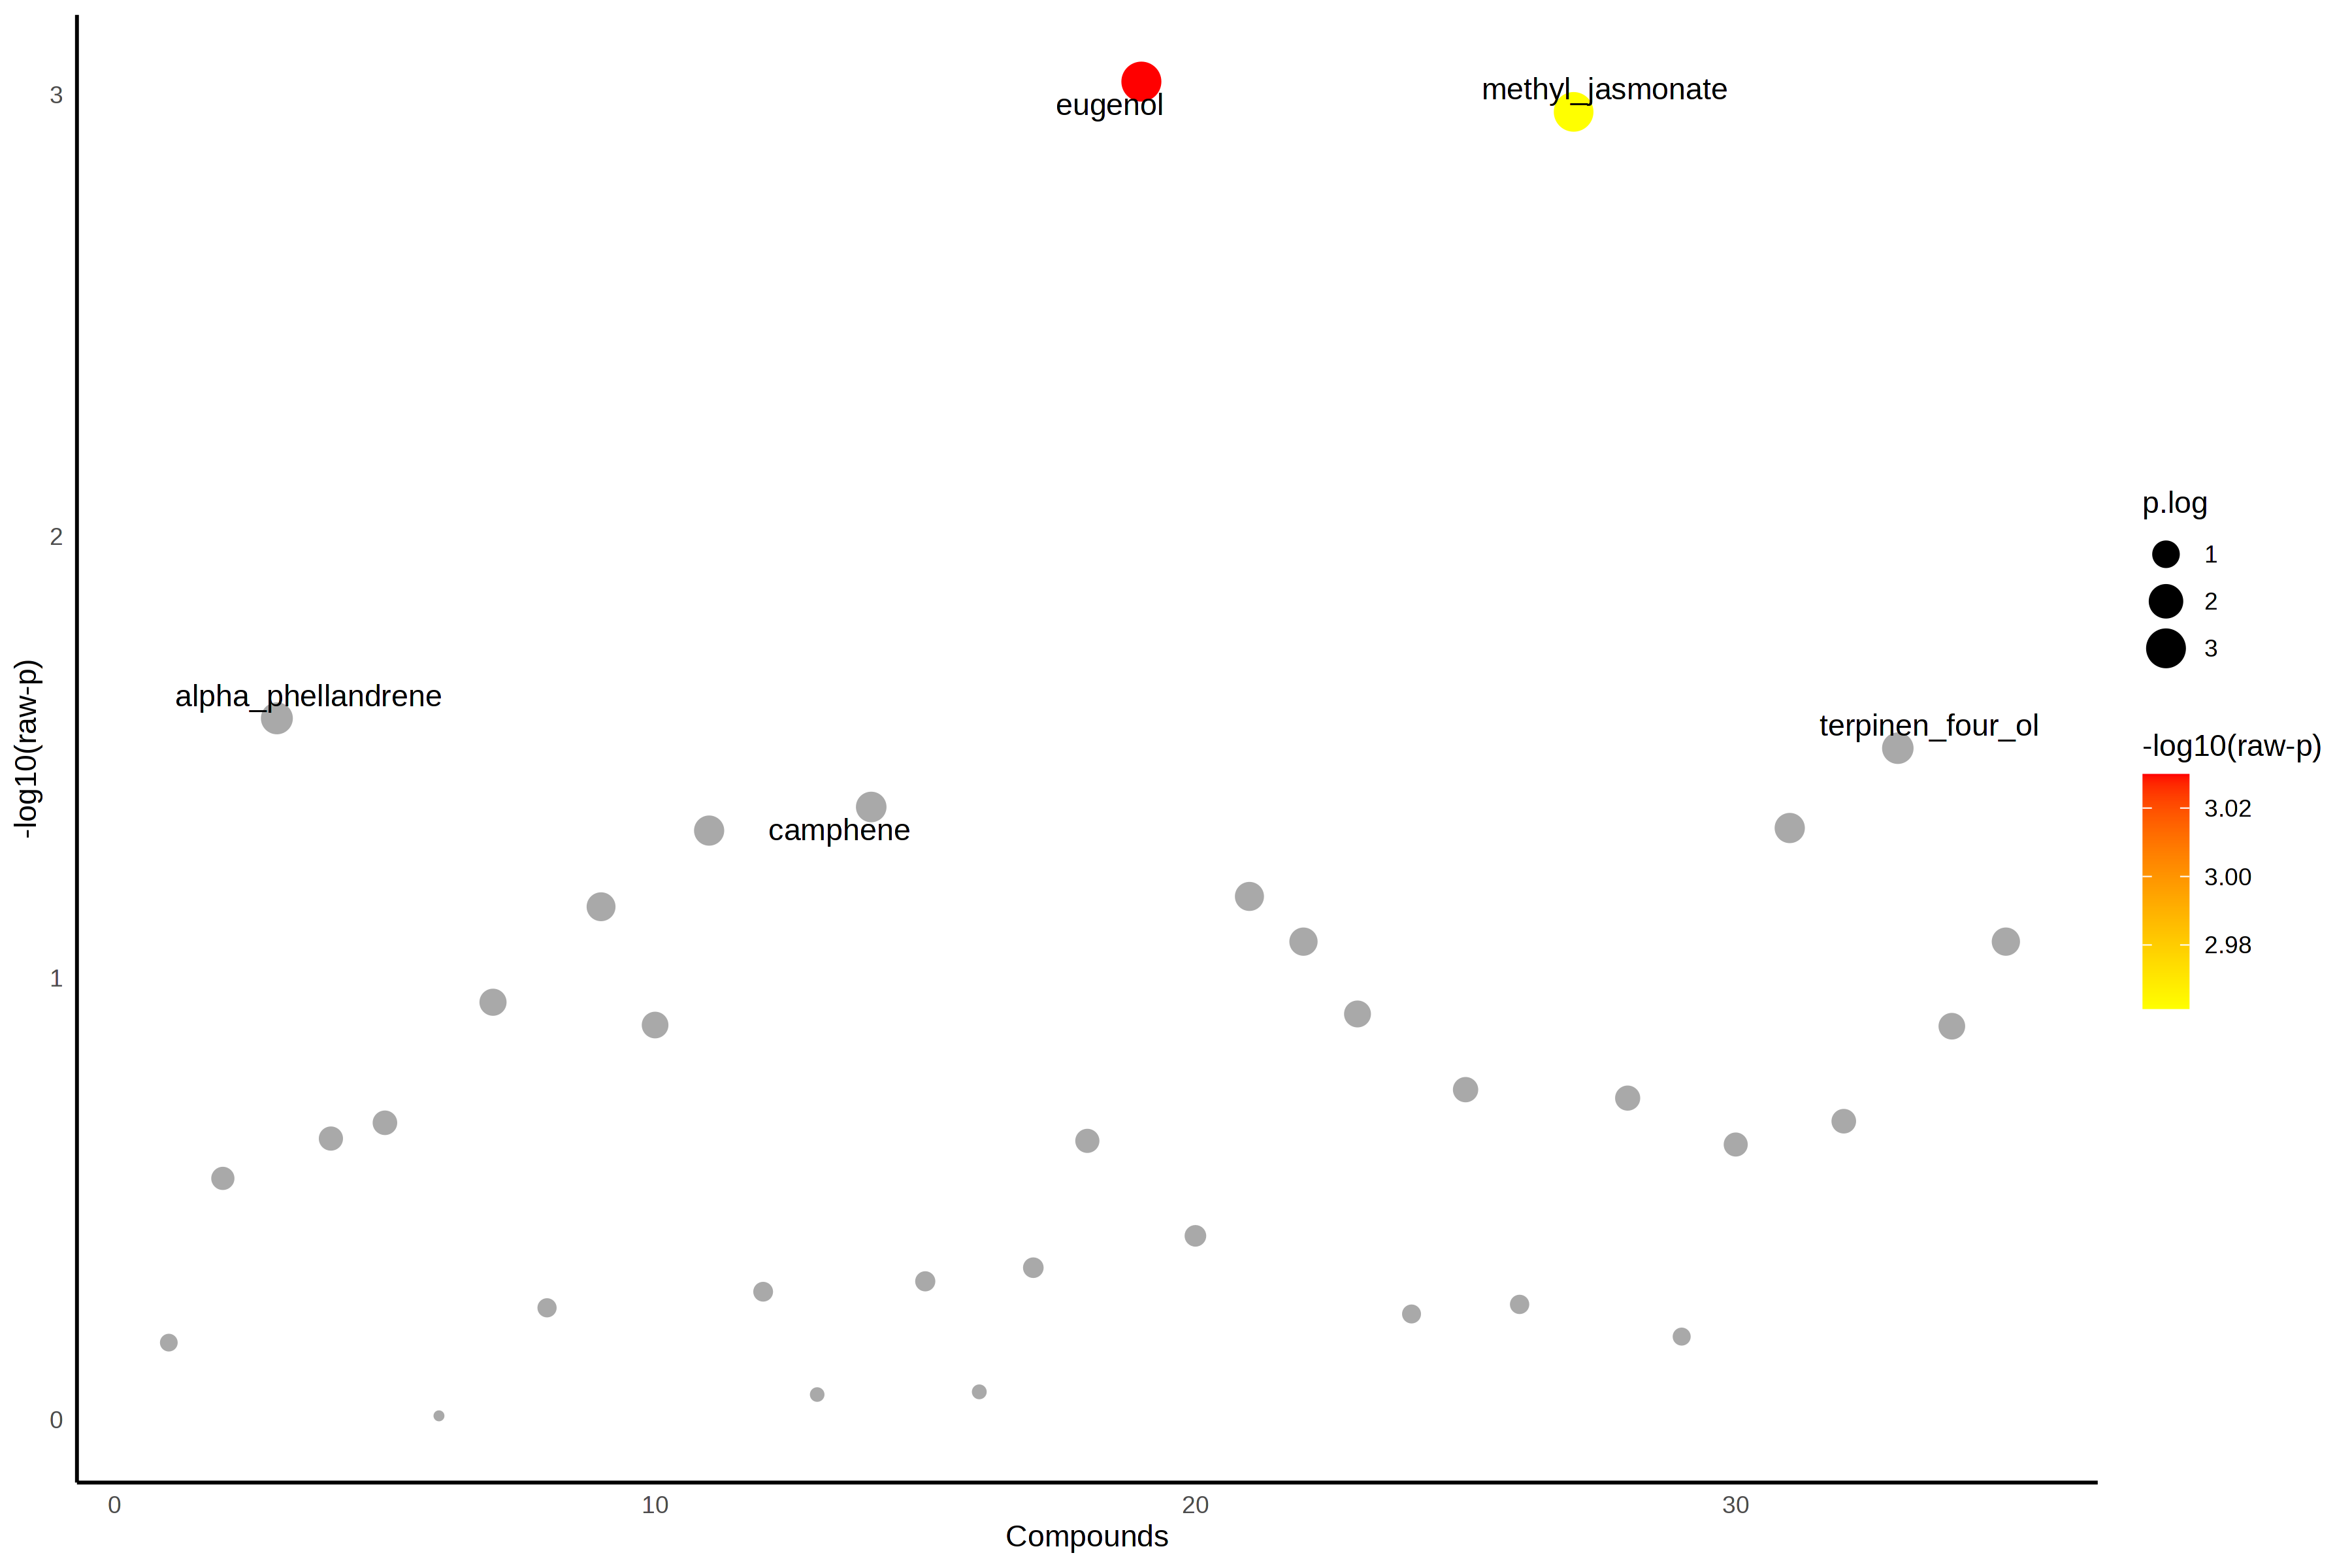 3
2
1
0
-log10(raw-p)
eugenol
methyl_jasmonate
alpha_phellandrene
terpinen_four_ol
camphene
0
10
20
30
Compounds
p.log
1
2
3
-log10(raw-p)
3.02
3.00
2.98